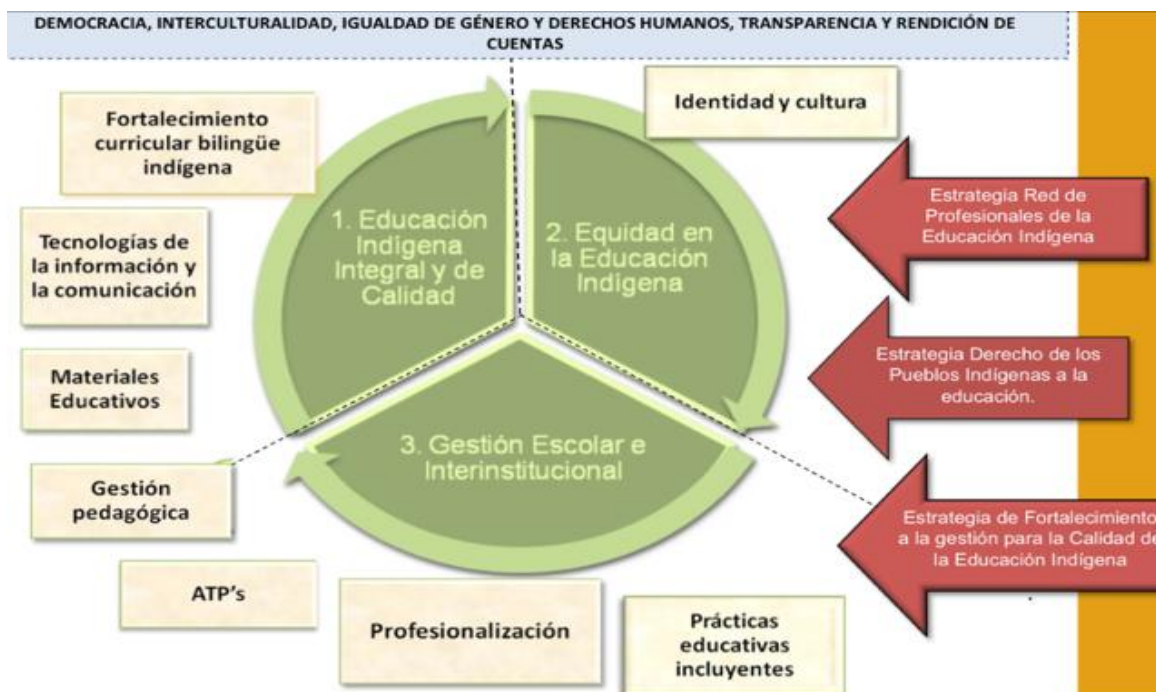 DEMOCRACIA, INTERCULTURALIDAD, IGUALDAD DE GÉNERO Y DERECHOS HUMANOS, TRANSPARENCIA Y RENDICIÓN DE
CUENTAS
Fortalecimiento
curricular bilingüe
indígena
Identidad y cultura
Tecnologías de
la información y
la comunicación
1. Educación
Indígena
Integral y de
Calidad
2. Equidad en
la Educación
Indígena
Estrategia Red de
Profesionales de la
Educación Indígena
Materiales
Educativos
Estrategia Derecho de los
Pueblos Indígenas a la
educación.
3. Gestión Escolar e
Interinstitucional
Gestión
pedagógica
Estrategia de Fortalecimiento
a la gestión para la Calidad de
la Educación Indígena
ATP's
Profesionalización
Prácticas
educativas
incluyentes